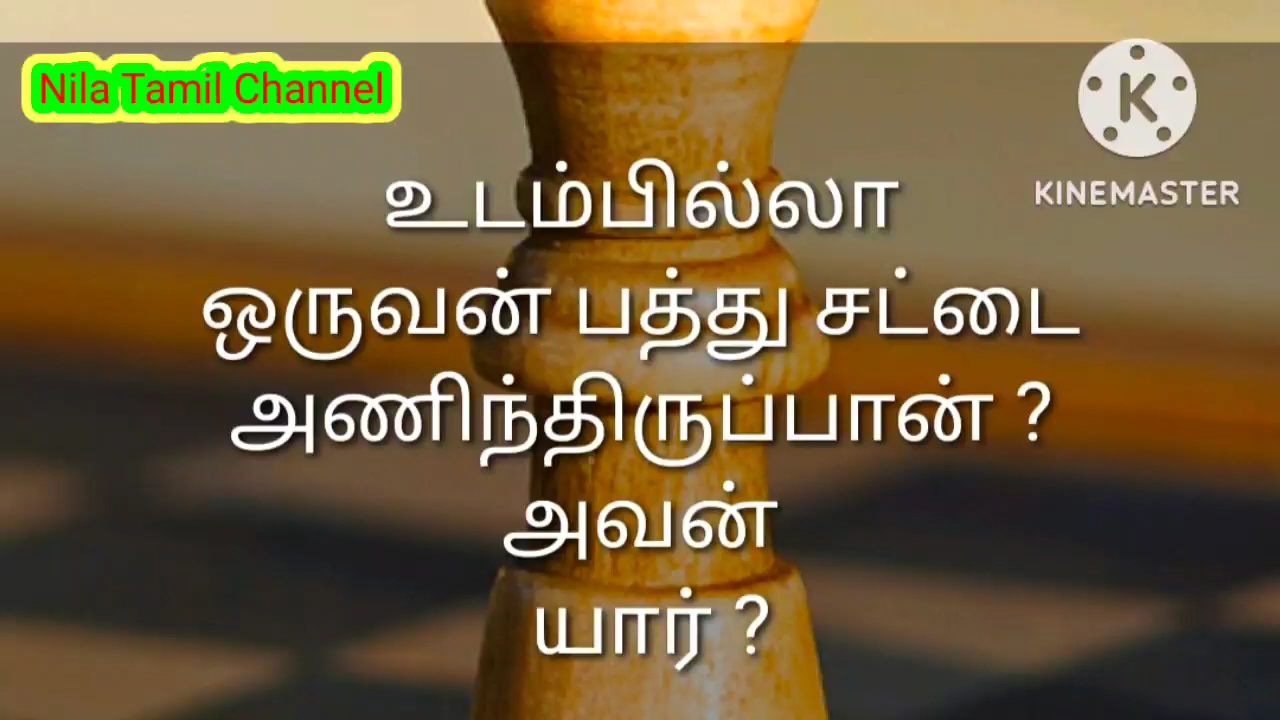 Nila Tamil Channel
KINEMASTER
உடம்பில்லா
ஒருவன் பத்து சட்டை
அணிந்திருப்பான் ?
அவன்
யார் ?